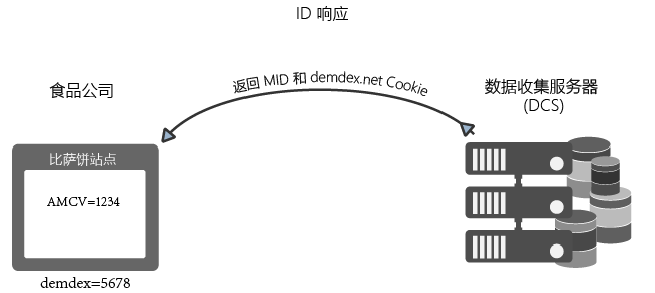 ID 响应
返回 MID 和 demdex.net Cookie
食品公司
数据收集服务器
(DCS)
比萨饼站点
AMCV=1234
demdex=5678